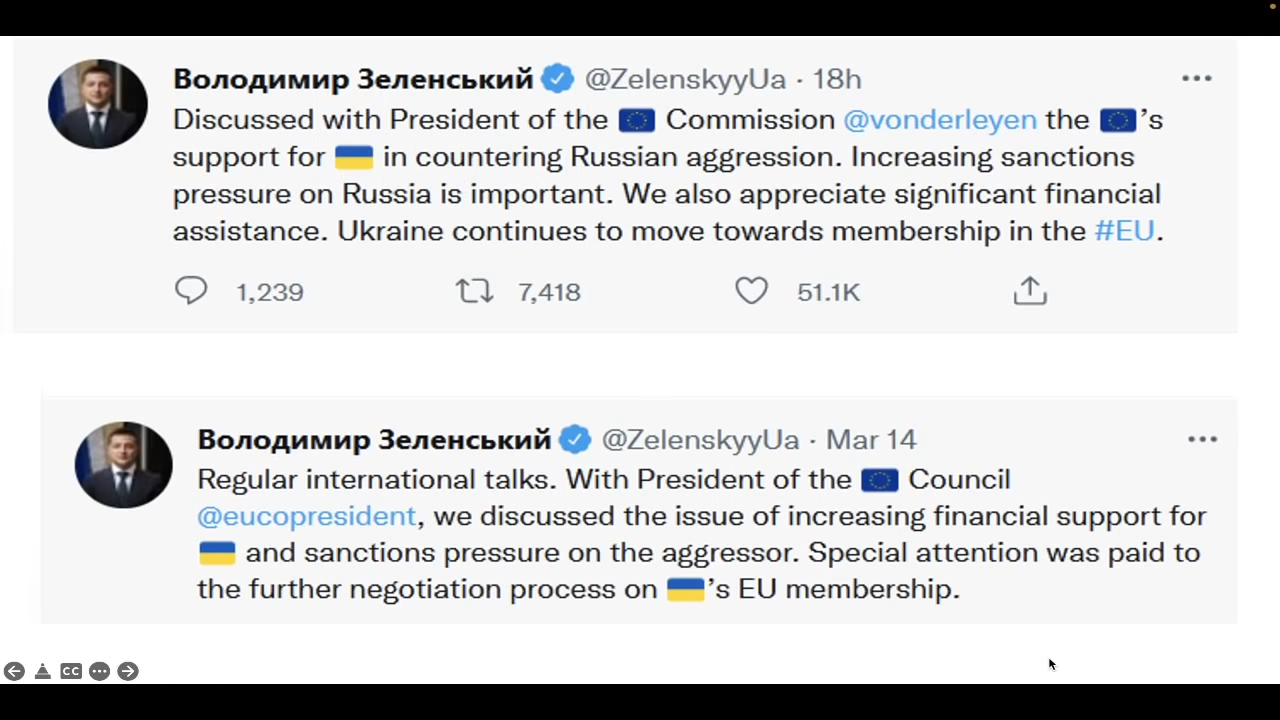 Володимир Зеленський @ZelenskyyUa · 18h
Discussed with President of the 🇪🇺 Commission @vonderleyen the 🇪🇺's
support for 🇺🇦 in countering Russian aggression. Increasing sanctions
pressure on Russia is important. We also appreciate significant financial
assistance. Ukraine continues to move towards membership in the #EU.
1,239 7,418 51.1K
Володимир Зеленський @ZelenskyyUa · Mar 14
Regular international talks. With President of the 🇪🇺 Council
@eucopresident, we discussed the issue of increasing financial support for
🇺🇦 and sanctions pressure on the aggressor. Special attention was paid to
the further negotiation process on 🇺🇦's EU membership.
CC